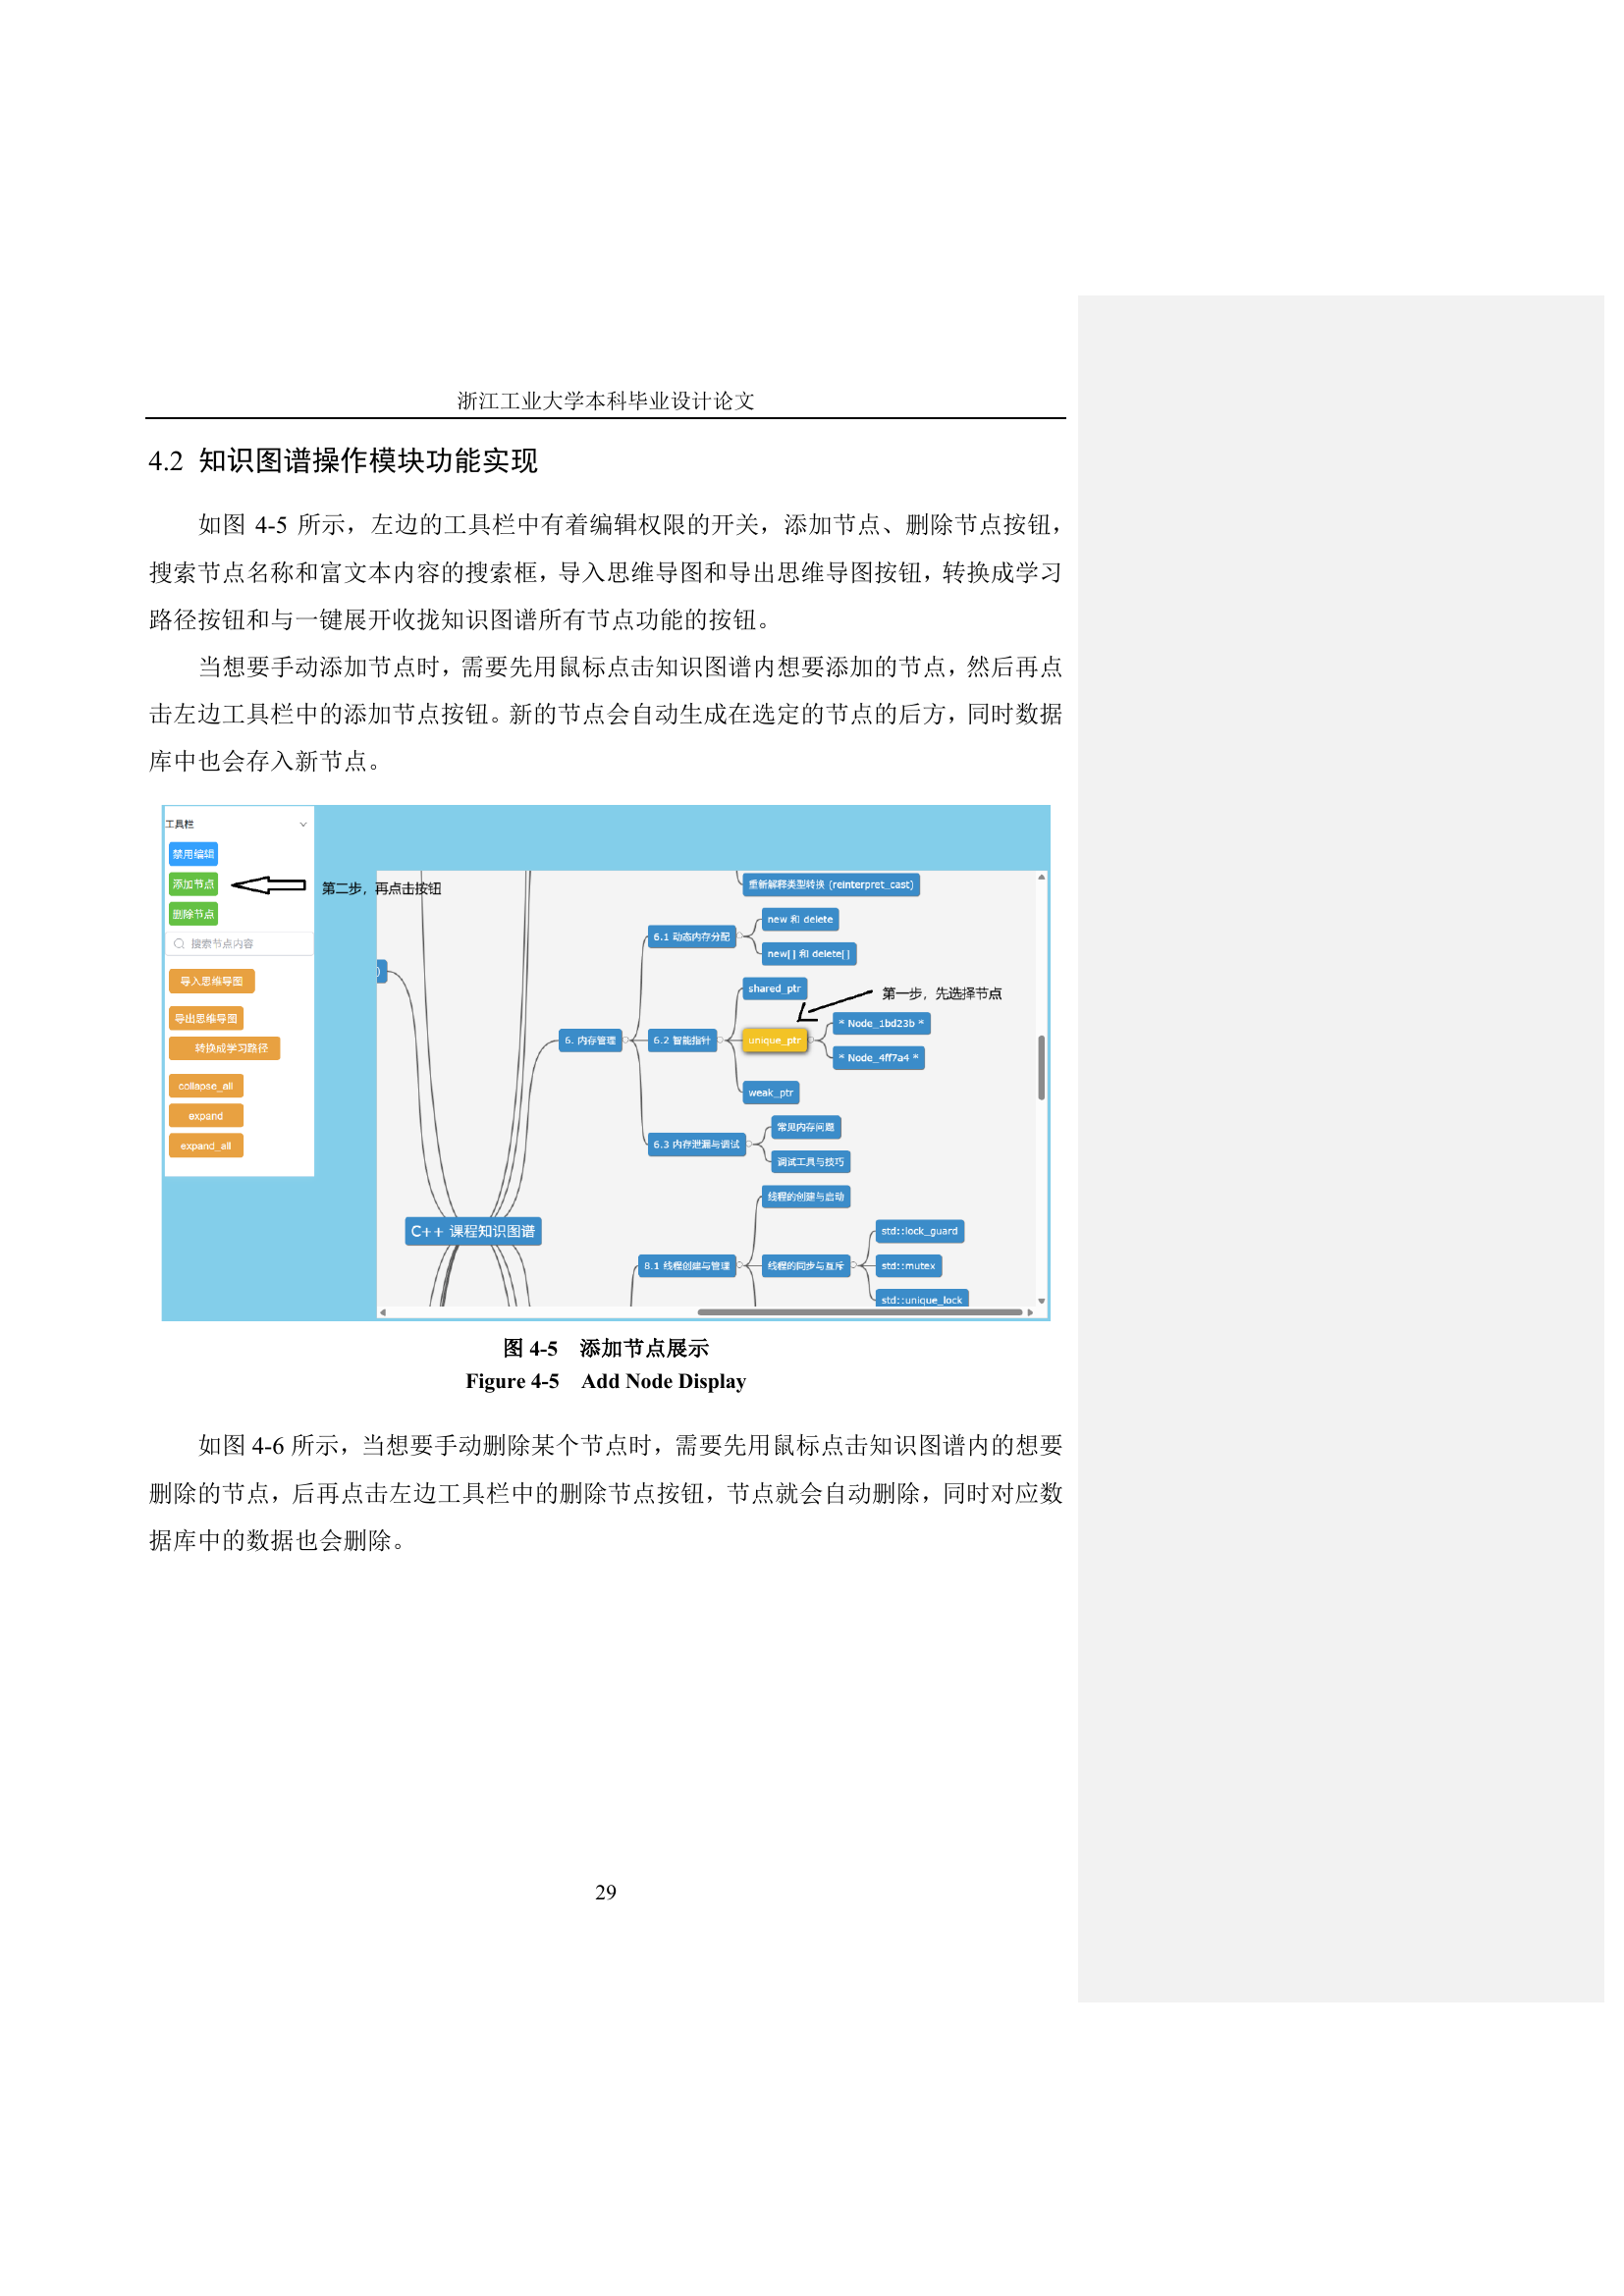 浙江工业大学本科毕业设计论文
4.2 知识图谱操作模块功能实现
如图 4-5 所示，左边的工具栏中有着编辑权限的开关，添加节点、删除节点按钮，
搜索节点名称和富文本内容的搜索框，导入思维导图和导出思维导图按钮，转换成学习
路径按钮和与一键展开收拢知识图谱所有节点功能的按钮。
当想要手动添加节点时，需要先用鼠标点击知识图谱内想要添加的节点，然后再点
击左边工具栏中的添加节点按钮。新的节点会自动生成在选定的节点的后方，同时数据
库中也会存入新节点。
工具栏
禁用编辑
添加节点
第二步，再点击按钮
删除节点
搜索节点内容
导入思维导图
导出思维导图
转换成学习路径
collapse_all
expand
expand_all
重新解释类型转换 (reinterpret_cast)
new 和 delete
6.1 动态内存分配
new[] 和 delete[]
shared_ptr
第一步，先选择节点
* Node_1bd23b *
6. 内存管理
6.2 智能指针
unique_ptr
* Node_4ff7a4 *
weak_ptr
常见内存问题
6.3 内存泄漏与调试
调试工具与技巧
线程的创建与启动
C++ 课程知识图谱
std::lock_guard
8.1 线程创建与管理
线程的同步与互斥
std::mutex
std::unique_lock
)
图 4-5 添加节点展示
Figure 4-5 Add Node Display
如图 4-6 所示，当想要手动删除某个节点时，需要先用鼠标点击知识图谱内的想要
删除的节点，后再点击左边工具栏中的删除节点按钮，节点就会自动删除，同时对应数
据库中的数据也会删除。
29